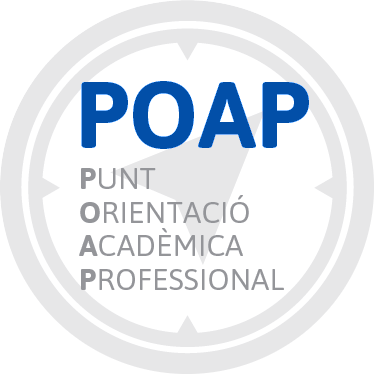 POAP
PUNT
ORIENTACIÓ
ACADÈMICA
PROFESSIONAL